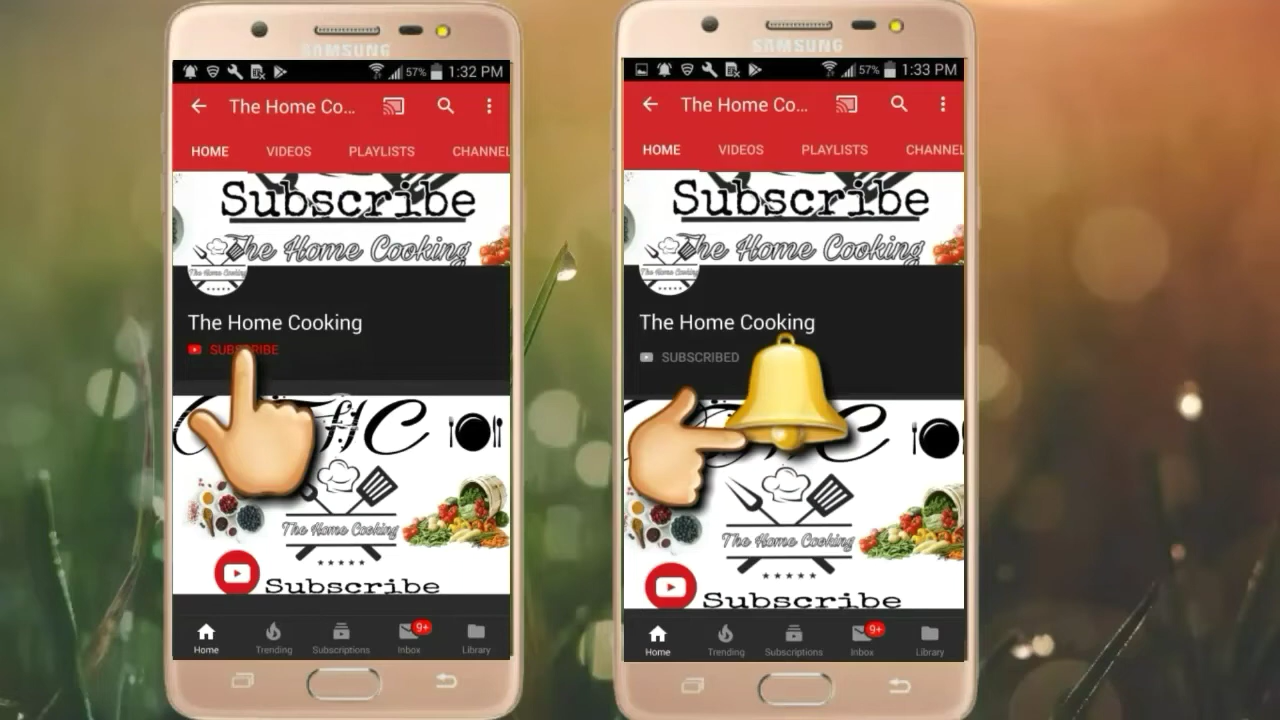 SAMSUNG
57% 1:32 PM
The Home Co...
HOME VIDEOS PLAYLISTS CHANNEL
Subscribe
The Home Cooking
The Home Cooking
The Home Cooking
SUBSCRIBE
The Home Cooking
Subscribe
9+
Home Trending Subscriptions Inbox Library
SAMSUNG
57% 1:33 PM
The Home Co...
HOME VIDEOS PLAYLISTS CHANNEL
Subscribe
The Home Cooking
The Home Cooking
The Home Cooking
SUBSCRIBED
The Home Cooking
Subscribe
9+
Home Trending Subscriptions Inbox Library